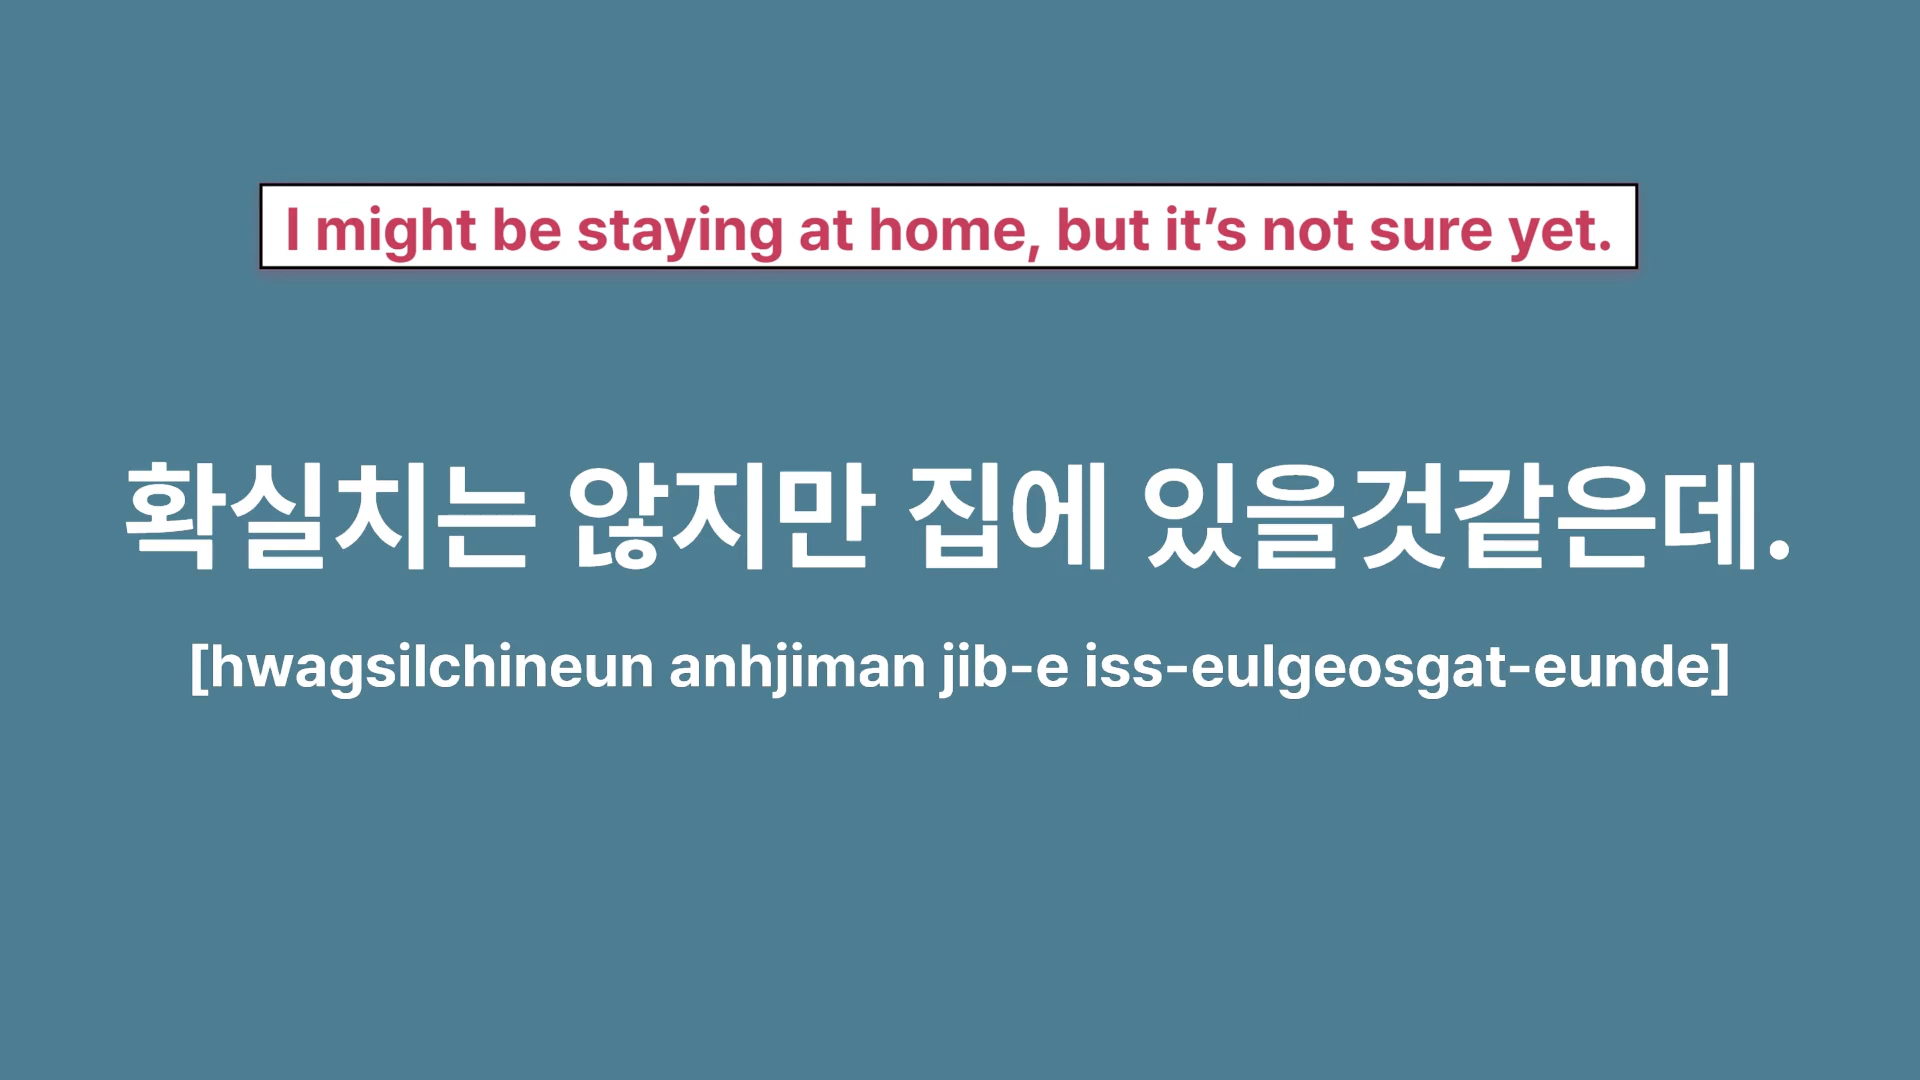 I might be staying at home, but it’s not sure yet.
확실치는 않지만 집에 있을것같은데.
[hwagsilchineun anhjiman jib-e iss-eulgeosgat-eunde]